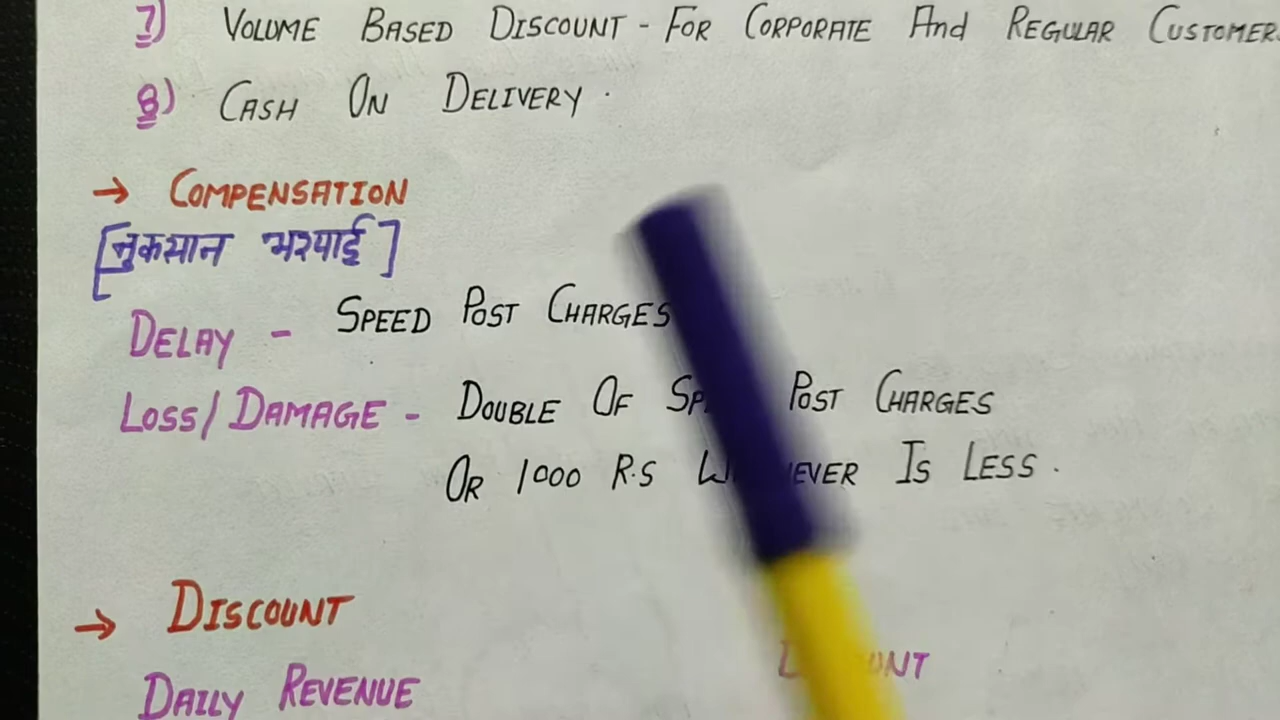 7) VOLUME BASED DISCOUNT - FOR CORPORATE And REGULAR CUSTOMER
8) CASH ON DELIVERY.
→ COMPENSATION
[नुकसान भरपाई]
DELAY - SPEED POST CHARGES
LOSS/DAMAGE - DOUBLE OF POST CHARGES
OR 1000 R.S IS LESS.
→ DISCOUNT
DAILY REVENUE